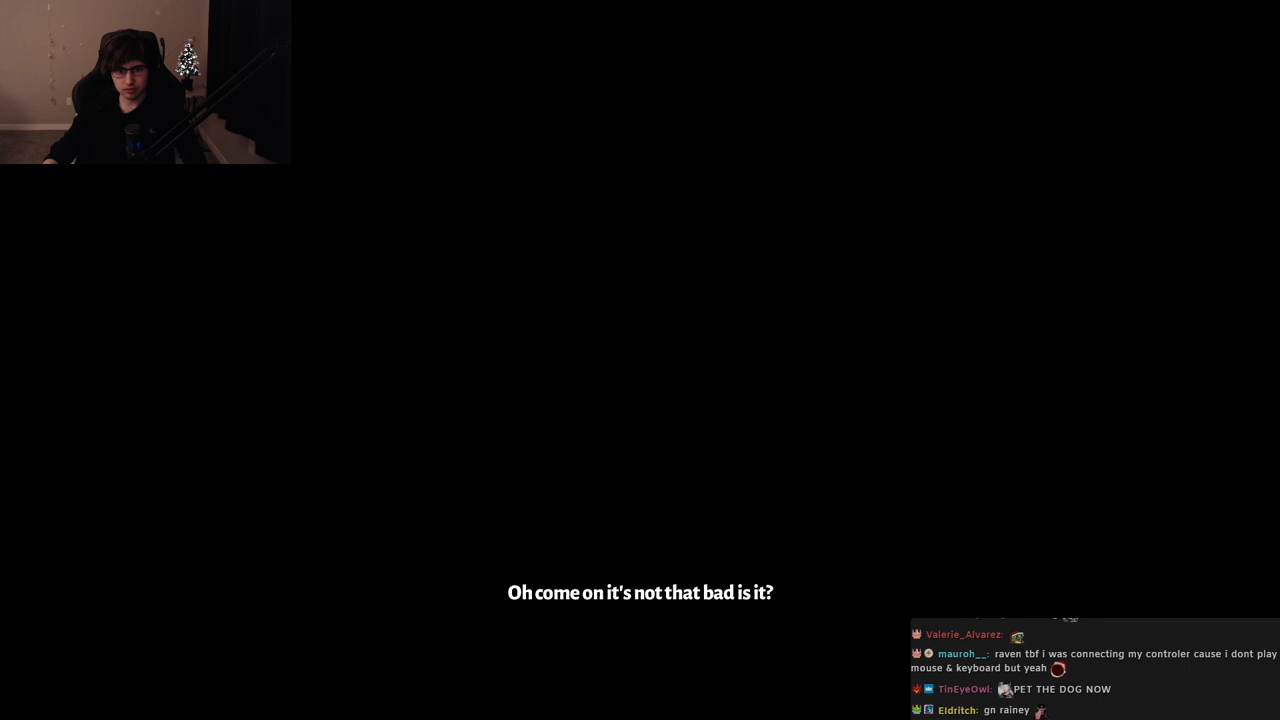 Oh come on it's not that bad is it?
Valerie_Alvarez:
mauroh__: raven tbf i was connecting my controler cause i dont play
mouse & keyboard but yeah
TinEyeOwl: PET THE DOG NOW
Eldritch: gn rainey